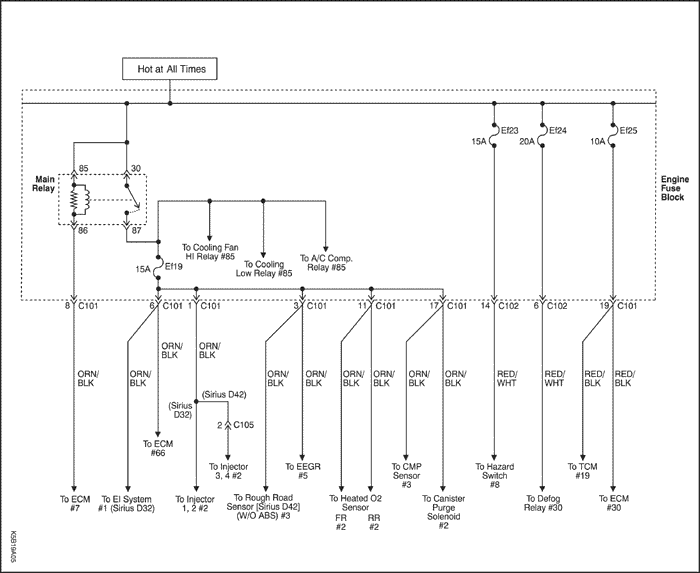 Hot at All Times
Ef23
15A
Ef24
20A
Ef25
10A
85
30
Main
Relay
Engine
Fuse
Block
86
87
To Cooling Fan
HI Relay #85
To Cooling
Low Relay #85
To A/C Comp.
Relay #85
15A
Ef19
8 C101
6 C101
1 C101
3 C101
11 C101
17 C101
14 C102
6 C102
19 C101
ORN/
BLK
ORN/
BLK
ORN/
BLK
ORN/
BLK
ORN/
BLK
ORN/
BLK
ORN/
BLK
ORN/
BLK
ORN/
BLK
ORN/
BLK
RED/
WHT
RED/
WHT
RED/
BLK
RED/
BLK
(Sirius
D32)
(Sirius D42)
2 C105
To ECM
#66
To Injector
3, 4 #2
To EEGR
#5
To CMP
Sensor
#3
To Hazard
Switch
#8
To TCM
#19
To ECM
#7
To EI System
#1 (Sirius D32)
To Injector
1, 2 #2
To Rough Road
Sensor [Sirius D42]
(W/O ABS) #3
To Heated O2
Sensor
FR RR
#2 #2
To Canister
Purge
Solenoid
#2
To Defog
Relay #30
To ECM
#30
K5B19A05